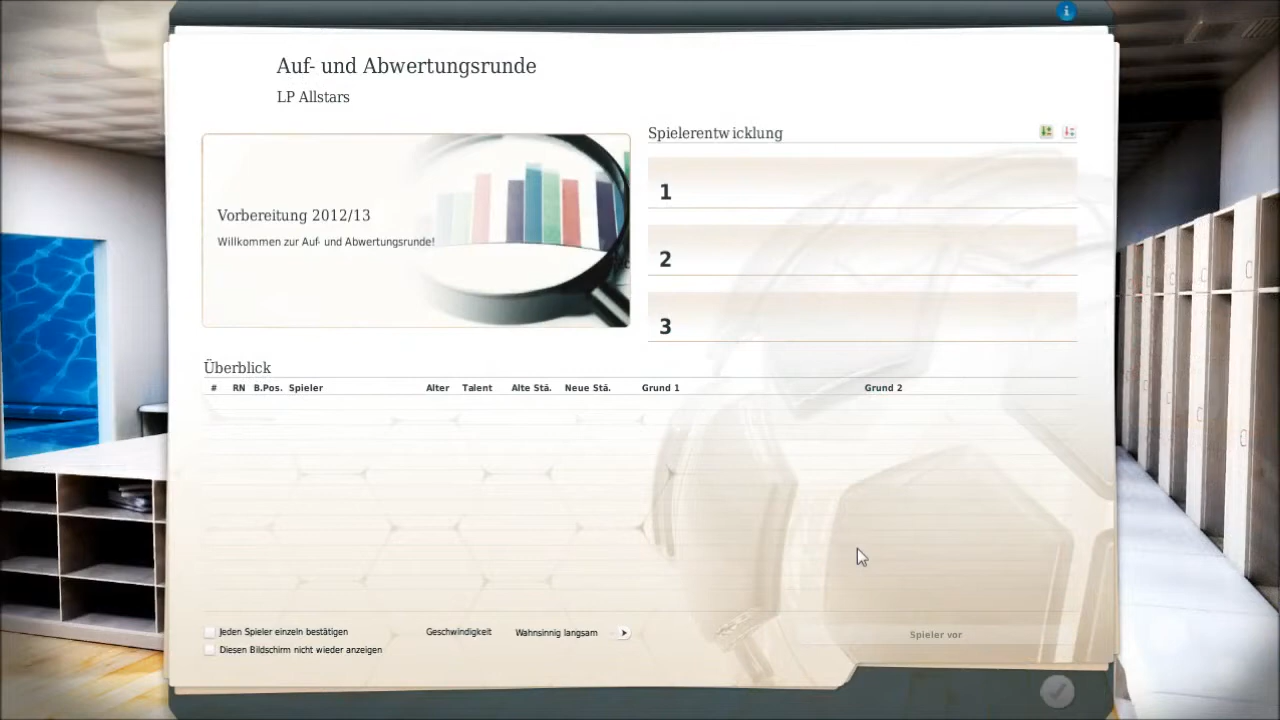 Auf- und Abwertungsrunde
LP Allstars
Vorbereitung 2012/13
Willkommen zur Auf- und Abwertungsrunde!
Spielerentwicklung
1
2
3
Überblick
# RN B.Pos. Spieler Alter Talent Alte Stä. Neue Stä. Grund 1 Grund 2
Jeden Spieler einzeln bestätigen
Geschwindigkeit Wahnsinnig langsam
Spieler vor
Diesen Bildschirm nicht wieder anzeigen